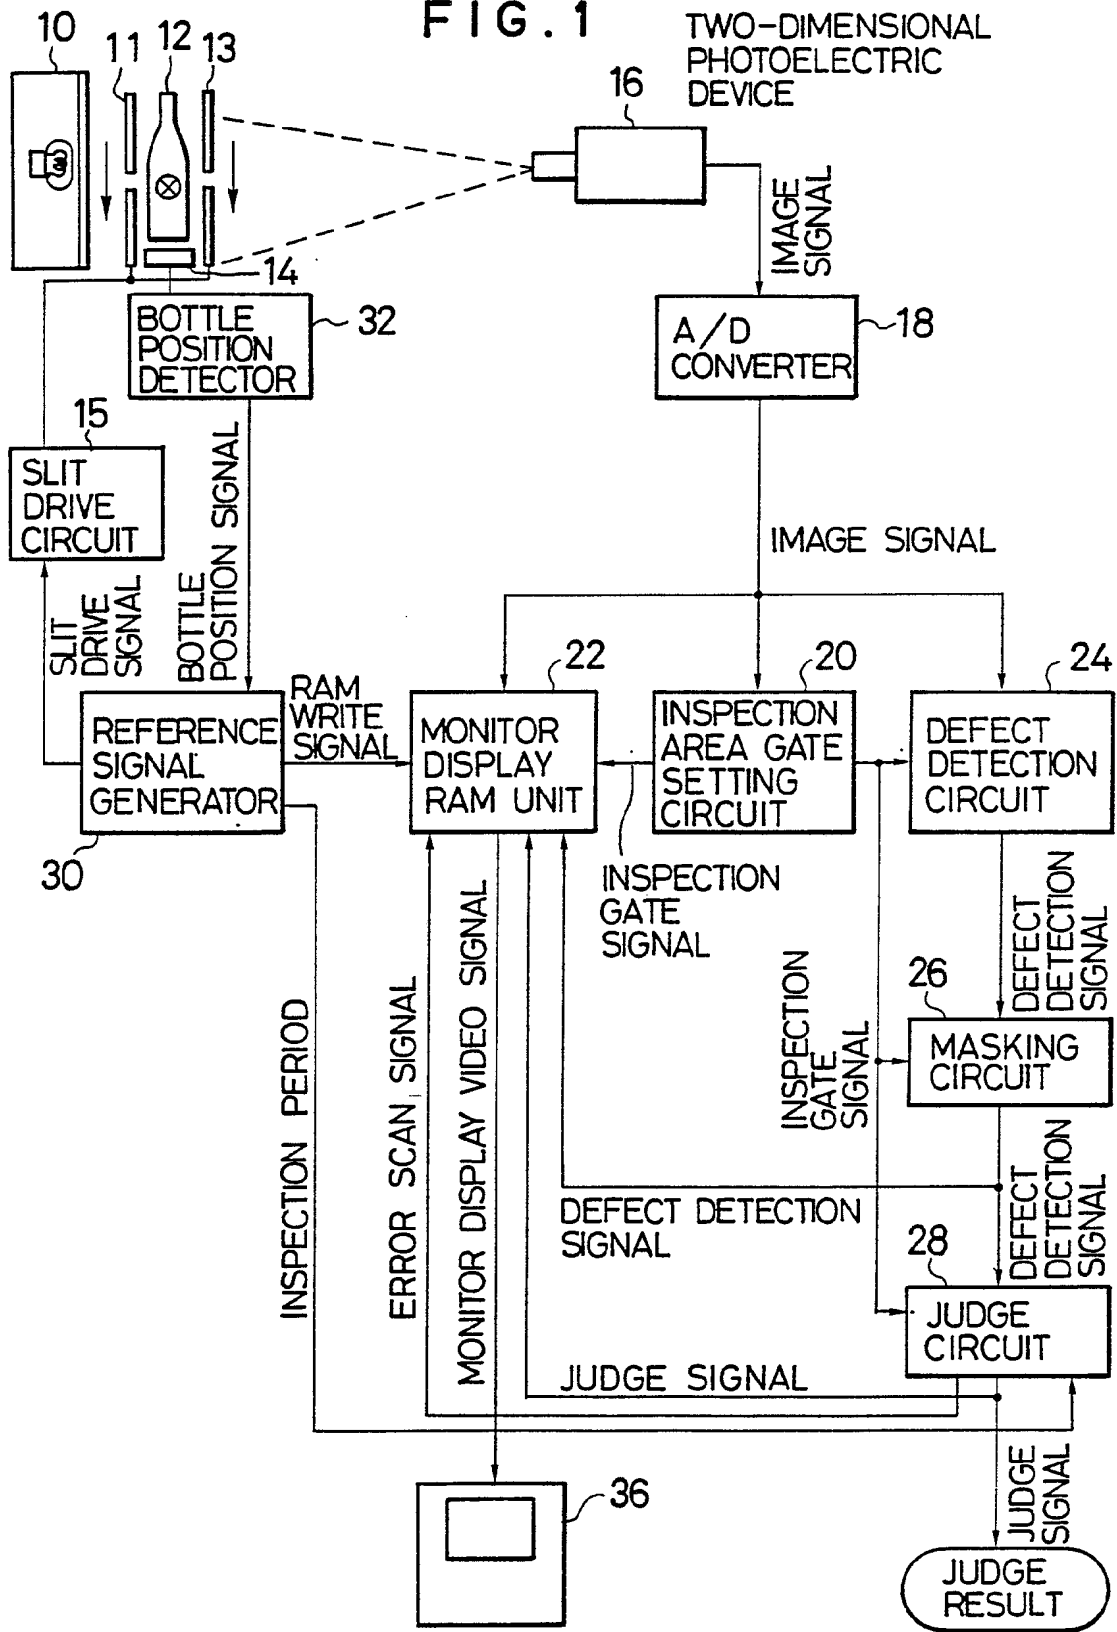 FIG. 1
TWO-DIMENSIONAL
PHOTOELECTRIC
DEVICE
10
11
12
13
16
14
IMAGE
SIGNAL
BOTTLE
POSITION
DETECTOR
32
A/D
CONVERTER
18
15
SLIT
DRIVE
CIRCUIT
BOTTLE
POSITION SIGNAL
SLIT
DRIVE
SIGNAL
IMAGE SIGNAL
22
20
24
REFERENCE
SIGNAL
GENERATOR
30
RAM
WRITE
SIGNAL
MONITOR
DISPLAY
RAM UNIT
INSPECTION
AREA GATE
SETTING
CIRCUIT
DEFECT
DETECTION
CIRCUIT
INSPECTION
GATE
SIGNAL
DEFECT
DETECTION
SIGNAL
26
MASKING
CIRCUIT
INSPECTION
GATE
SIGNAL
INSPECTION PERIOD
ERROR SCAN SIGNAL
MONITOR DISPLAY VIDEO SIGNAL
DEFECT DETECTION
SIGNAL
DEFECT
DETECTION
SIGNAL
28
JUDGE
CIRCUIT
JUDGE SIGNAL
36
JUDGE
SIGNAL
JUDGE
RESULT